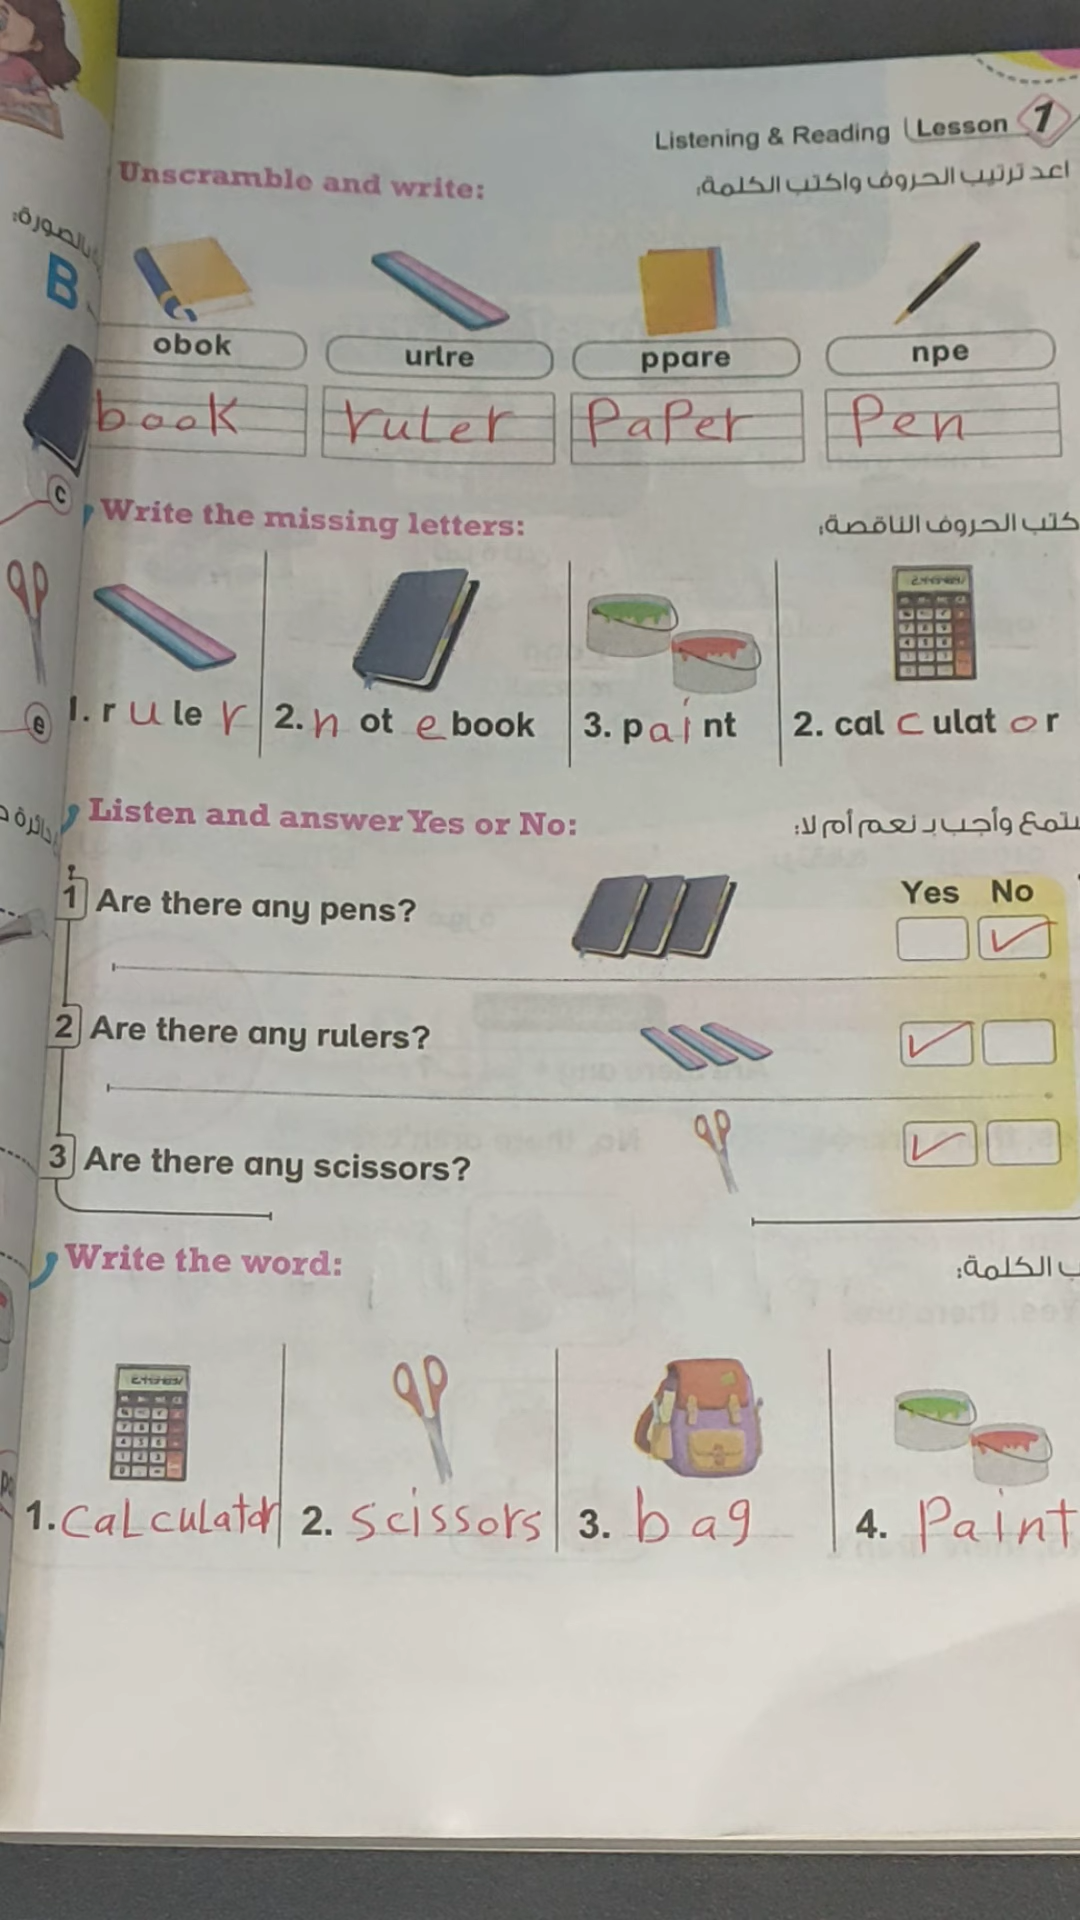 Listening & Reading Lesson 1
Unscramble and write: اعد ترتيب الحروف واكتب الكلمة:
بالصورة:
B
obok urlre ppare npe
book ruler Paper Pen
c
Write the missing letters: كتب الحروف الناقصة:
e
1. r u le r 2. n ot e book 3. p ai nt 2. cal c ulat o r
Listen and answer Yes or No: ستمع وأجب بـ نعم أم لا:
Yes No
1 Are there any pens?
2 Are there any rulers?
3 Are there any scissors?
Write the word: ب الكلمة:
1. Calculator 2. Scissors 3. bag 4. Paint